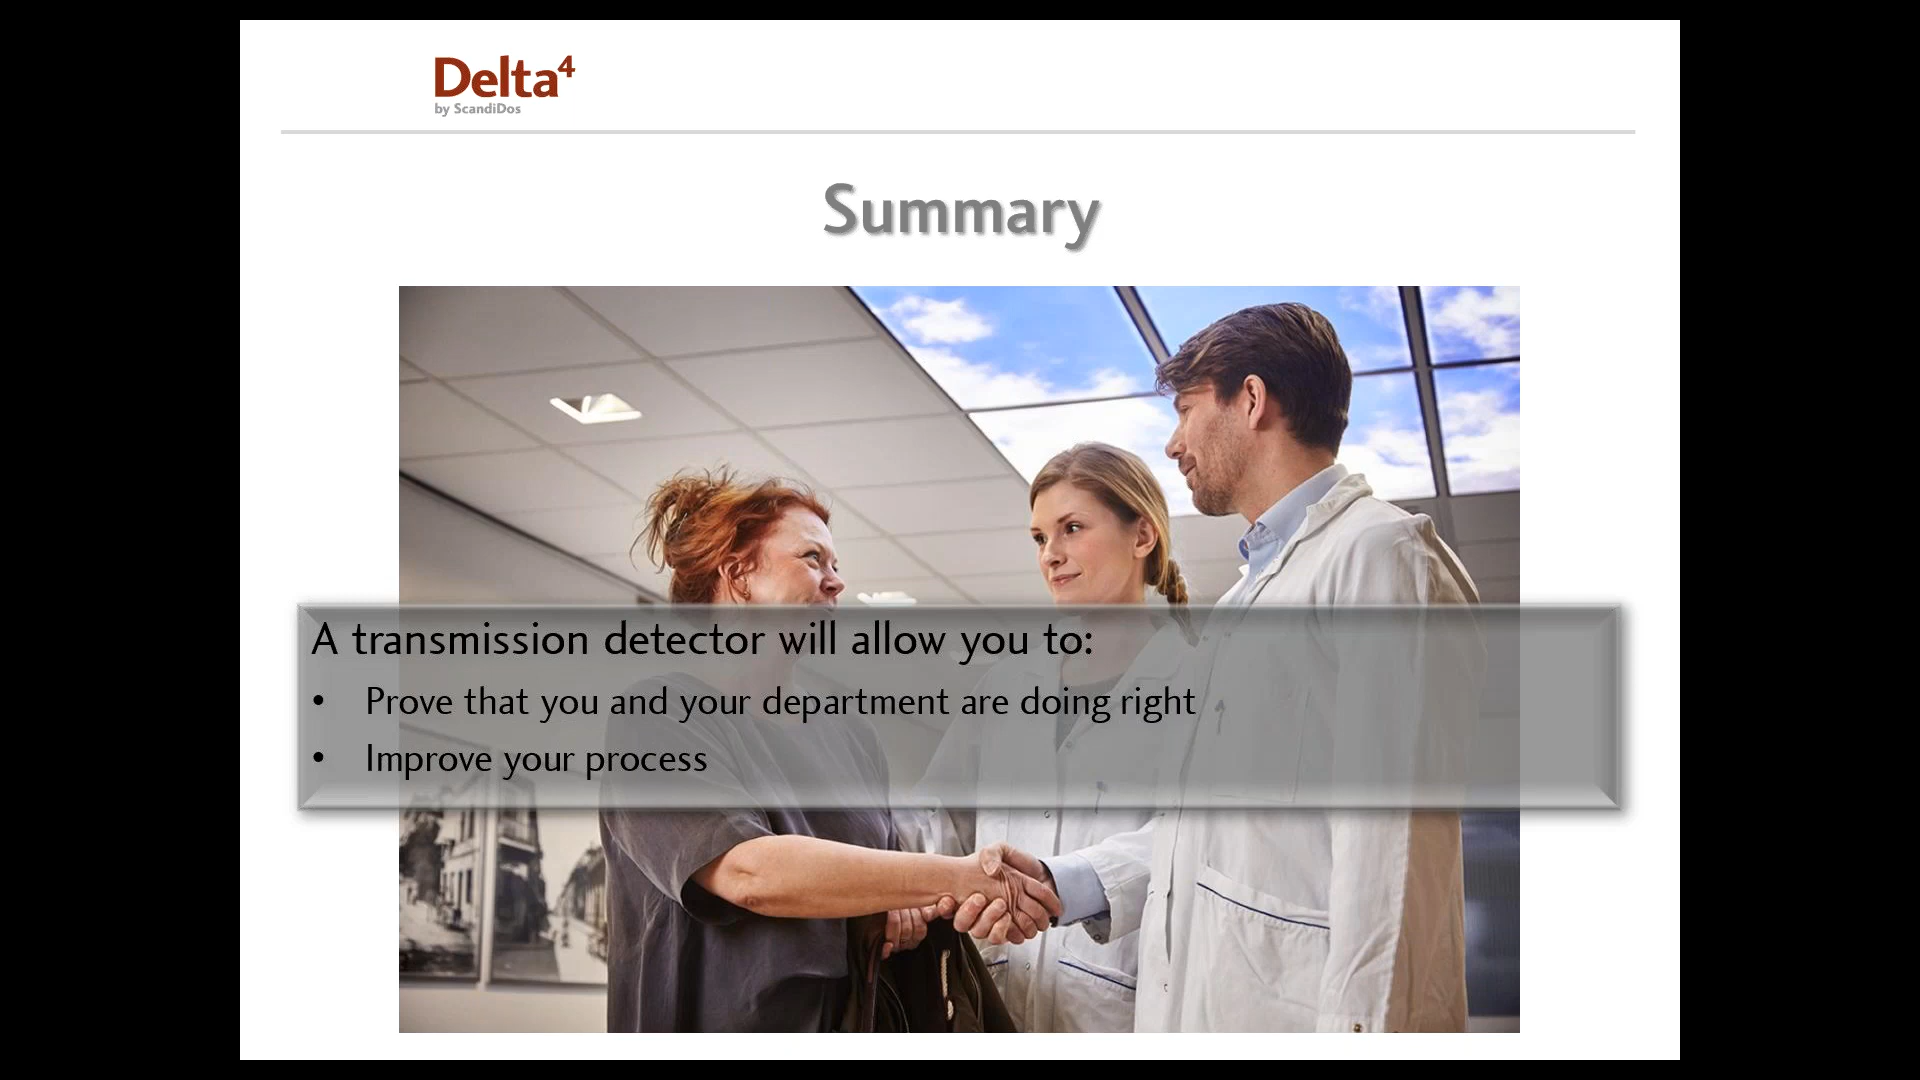 Delta⁴
by ScandiDos
Summary
A transmission detector will allow you to:
• Prove that you and your department are doing right
• Improve your process